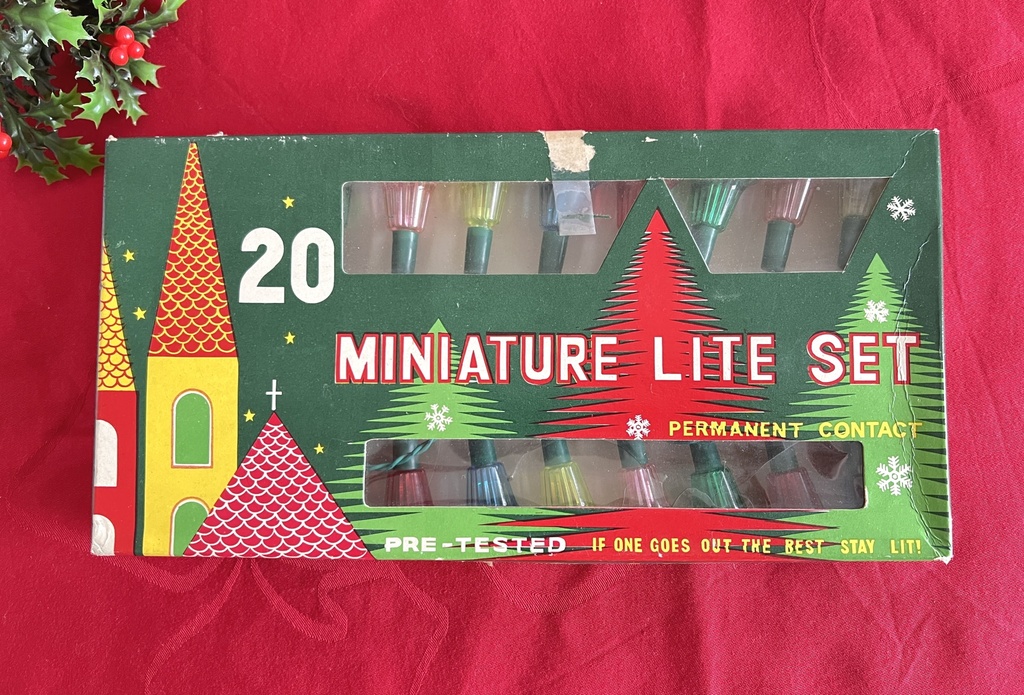 20
MINIATURE LITE SET
PERMANENT CONTACT
PRE-TESTED IF ONE GOES OUT THE REST STAY LIT!